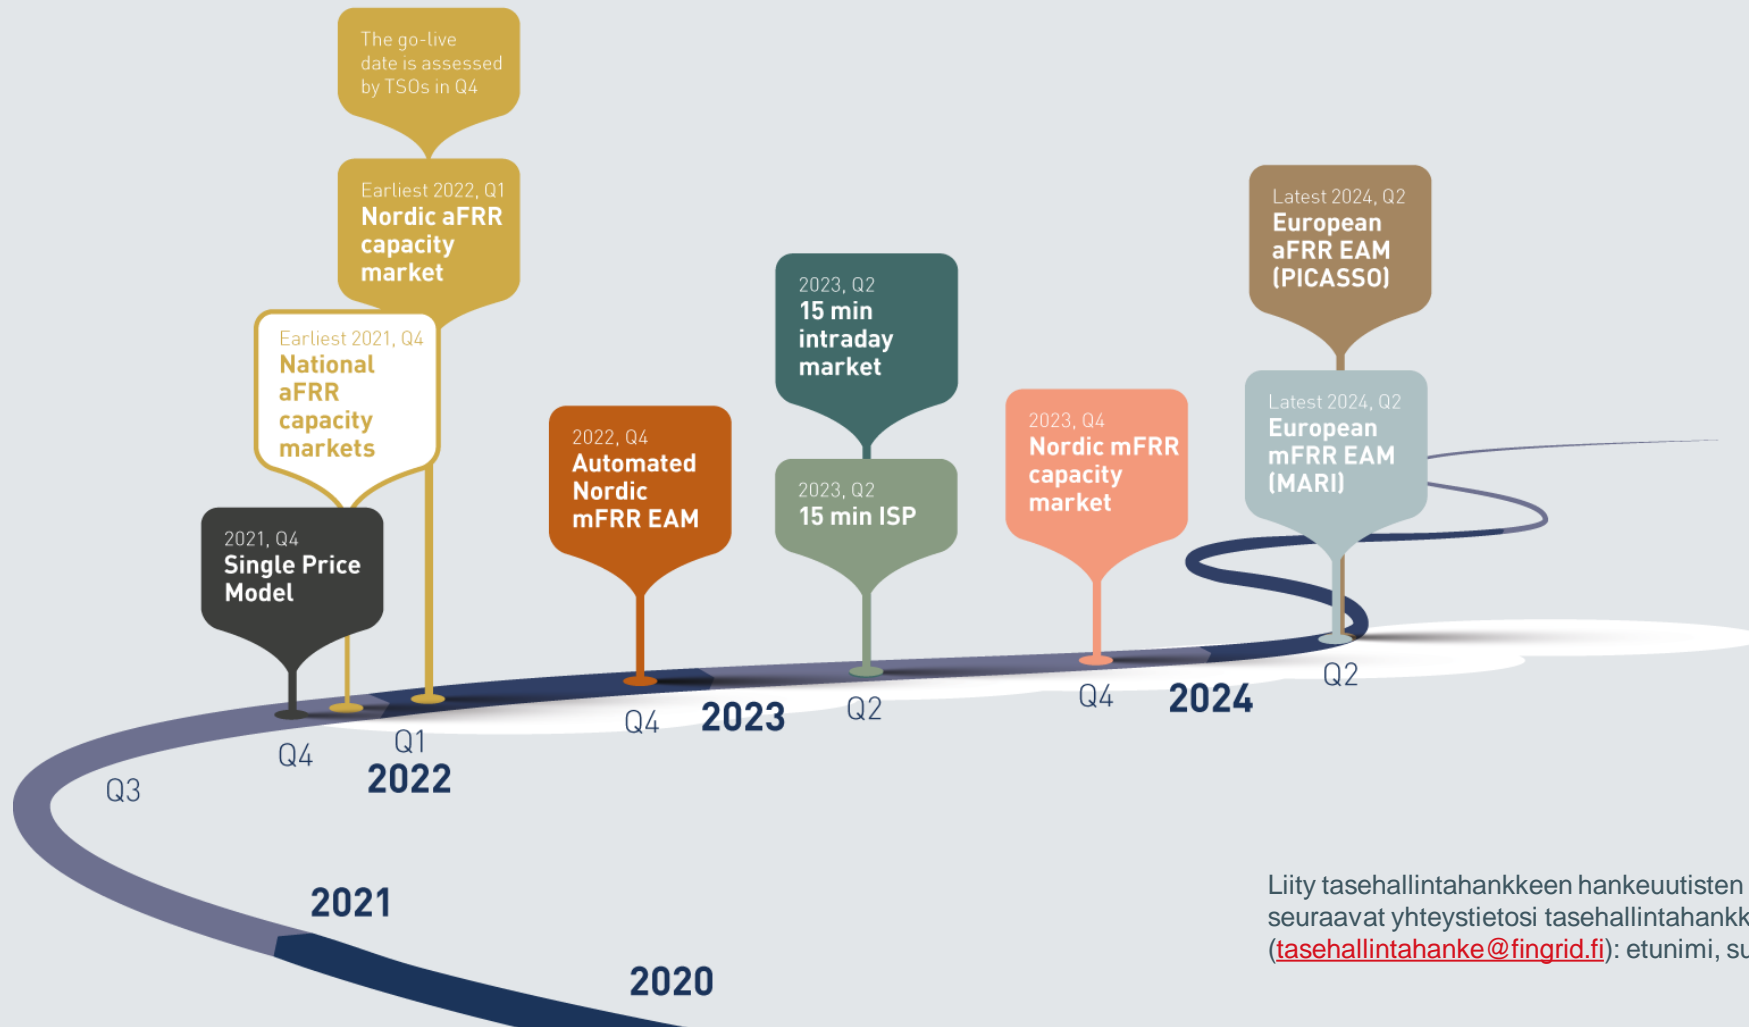 The go-live
date is assessed
by TSOs in Q4
Earliest 2022, Q1
Nordic aFRR
capacity
market
Earliest 2021, Q4
National
aFRR
capacity
markets
2021, Q4
Single Price
Model
2022, Q4
Automated
Nordic
mFRR EAM
2023, Q2
15 min
intraday
market
2023, Q2
15 min ISP
2023, Q4
Nordic mFRR
capacity
market
Latest 2024, Q2
European
aFRR EAM
(PICASSO)
Latest 2024, Q2
European
mFRR EAM
(MARI)
Q3
Q4
Q1
2022
Q4
2023
Q2
Q4
2024
Q2
2021
2020
Liity tasehallintahankkeen hankeuutisten
seuraavat yhteystietosi tasehallintahankk
(tasehallintahanke@fingrid.fi): etunimi, su